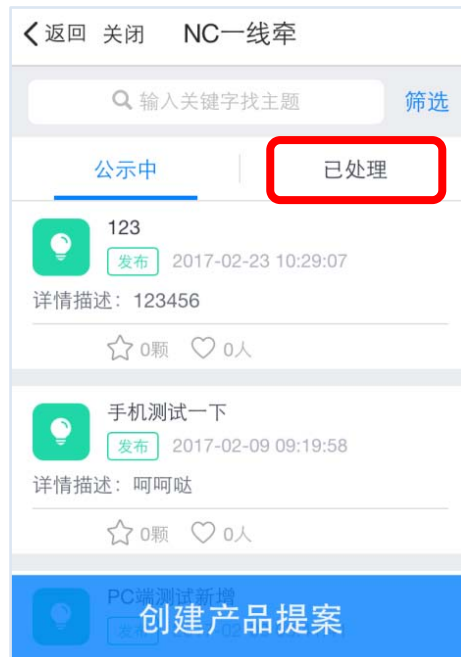 返回 关闭 NC一线牵
输入关键字找主题 筛选
公示中 已处理
123
发布 2017-02-23 10:29:07
详情描述：123456
0颗 0人
手机测试一下
发布 2017-02-09 09:19:58
详情描述：呵呵哒
0颗 0人
PC端测试新增
创建产品提案
发布